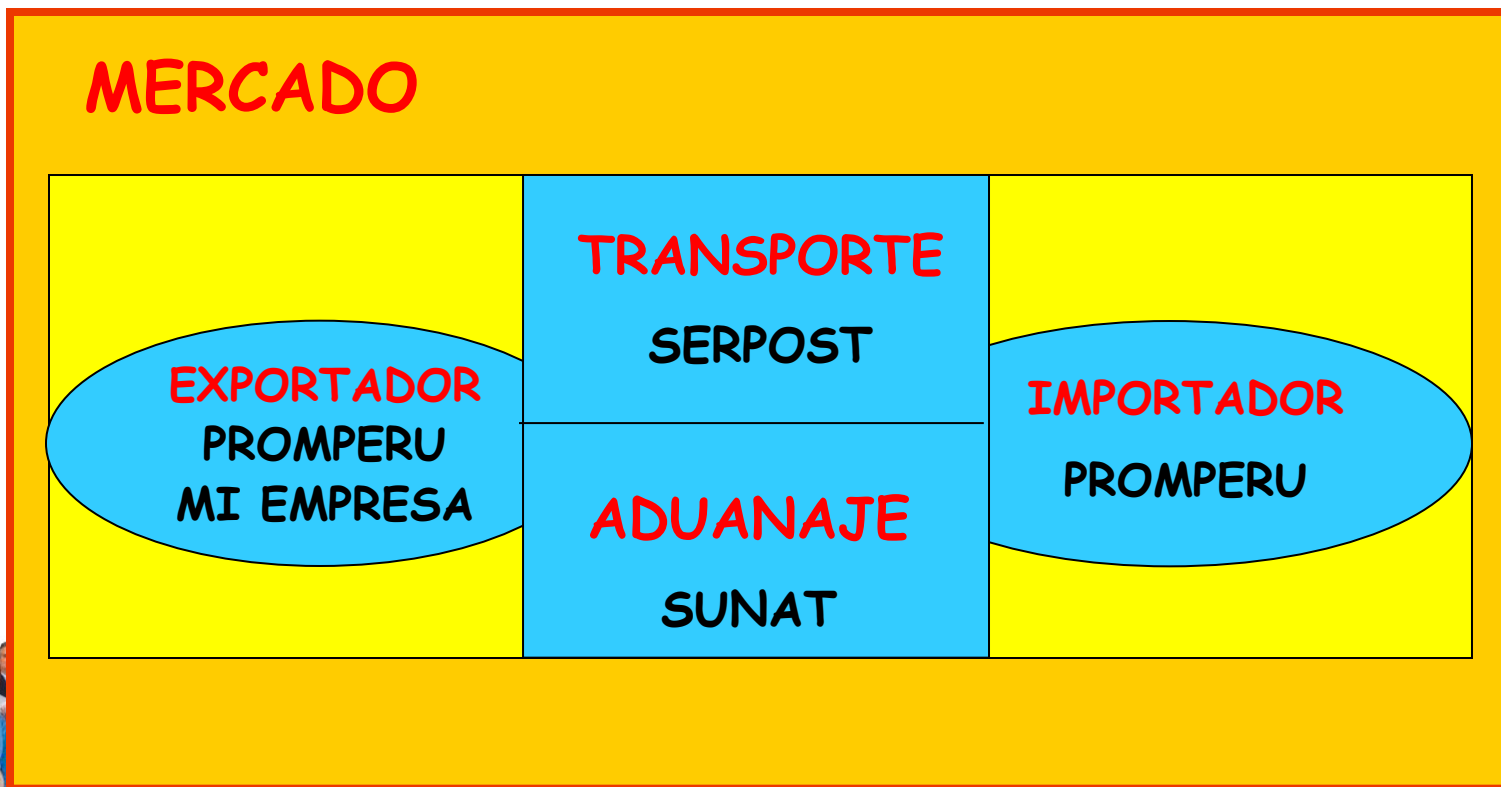 MERCADO
EXPORTADOR
PROMPERU
MI EMPRESA
TRANSPORTE
SERPOST
ADUANAJE
SUNAT
IMPORTADOR
PROMPERU